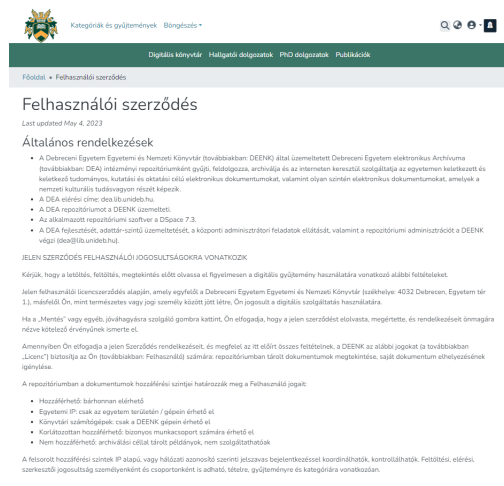 Kategóriák és gyűjtemények Böngészés
Digitális könyvtár Hallgatói dolgozatok PhD dolgozatok Publikációk
Főoldal • Felhasználói szerződés
Felhasználói szerződés
Last updated May 4, 2023
Általános rendelkezések
• A Debreceni Egyetem Egyetemi és Nemzeti Könyvtár (továbbiakban: DEENK) által üzemeltetett Debreceni Egyetem elektronikus Archívuma
(továbbiakban: DEA) intézményi repozitóriumként gyűjti, feldolgozza, archiválja és az interneten keresztül szolgáltatja az egyetemen keletkezett és
keletkező tudományos, kutatási és oktatási célú elektronikus dokumentumokat, valamint olyan szintén elektronikus dokumentumokat, amelyek a
nemzeti kulturális tudásvagyon részét képezik.
• A DEA elérési címe: dea.lib.unideb.hu.
• A DEA repozitóriumot a DEENK üzemelteti.
• Az alkalmazott repozitóriumi szoftver a DSpace 7.3.
• A DEA fejlesztését, adattár-szintű üzemeltetését, a központi adminisztrátori feladatok ellátását, valamint a repozitóriumi adminisztrációt a DEENK
végzi (dea@lib.unideb.hu).
JELEN SZERZŐDÉS FELHASZNÁLÓI JOGOSULTSÁGOKRA VONATKOZIK
Kérjük, hogy a letöltés, feltöltés, megtekintés előtt olvassa el figyelmesen a digitális gyűjtemény használatára vonatkozó alábbi feltételeket.
Jelen felhasználói licencszerződés alapján, amely egyfelől a Debreceni Egyetem Egyetemi és Nemzeti Könyvtár (székhelye: 4032 Debrecen, Egyetem tér
1.), másfelől Ön, mint természetes vagy jogi személy között jött létre, Ön jogosult a digitális szolgáltatás használatára.
Ha a „Mentés" vagy egyéb, jóváhagyásra szolgáló gombra kattint, Ön elfogadja, hogy a jelen szerződést elolvasta, megértette, és rendelkezéseit önmagára
nézve kötelező érvényűnek ismerte el.
Amennyiben Ön elfogadja a jelen Szerződés rendelkezéseit, és megfelel az itt előírt összes feltételnek, a DEENK az alábbi jogokat (a továbbiakban
„Licenc") biztosítja az Ön (továbbiakban: Felhasználó) számára: repozitóriumban tárolt dokumentumok megtekintése, saját dokumentum elhelyezésének
igénylése.
A repozitóriumban a dokumentumok hozzáférési szintjei határozzák meg a Felhasználó jogait:
• Hozzáférhető: bárhonnan elérhető
• Egyetemi IP: csak az egyetem területén / gépein érhető el
• Könyvtári számítógépek: csak a DEENK gépein érhető el
• Korlátozottan hozzáférhető: bizonyos munkacsoport számára érhető el
• Nem hozzáférhető: archiválási céllal tárolt példányok, nem szolgáltathatóak
A felsorolt hozzáférési szintek IP alapú, vagy hálózati azonosító szerinti jelszavas bejelentkezéssel koordinálhatók, kontrollálhatók. Feltöltési, elérési,
szerkesztői jogosultság személyenként és csoportonként is adható, tételre, gyűjteményre és kategóriára vonatkozóan.